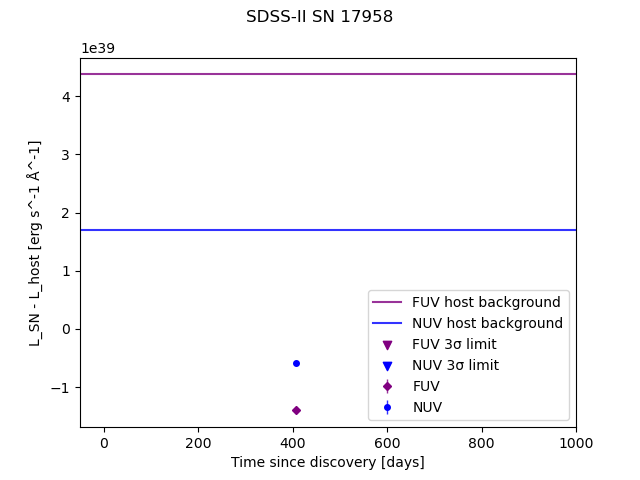 SDSS-II SN 17958
1e39
4
3
2
1
0
−1
L_SN - L_host [erg s^-1 Å^-1]
FUV host background
NUV host background
FUV 3σ limit
NUV 3σ limit
FUV
NUV
0 200 400 600 800 1000
Time since discovery [days]